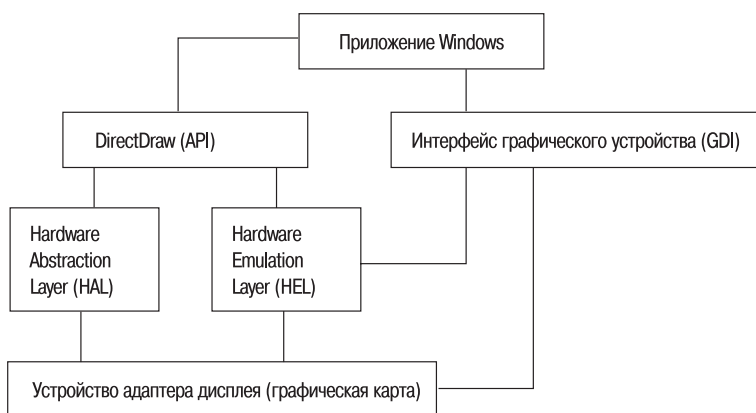 Приложение Windows
DirectDraw (API)
Интерфейс графического устройства (GDI)
Hardware
Abstraction
Layer (HAL)
Hardware
Emulation
Layer (HEL)
Устройство адаптера дисплея (графическая карта)